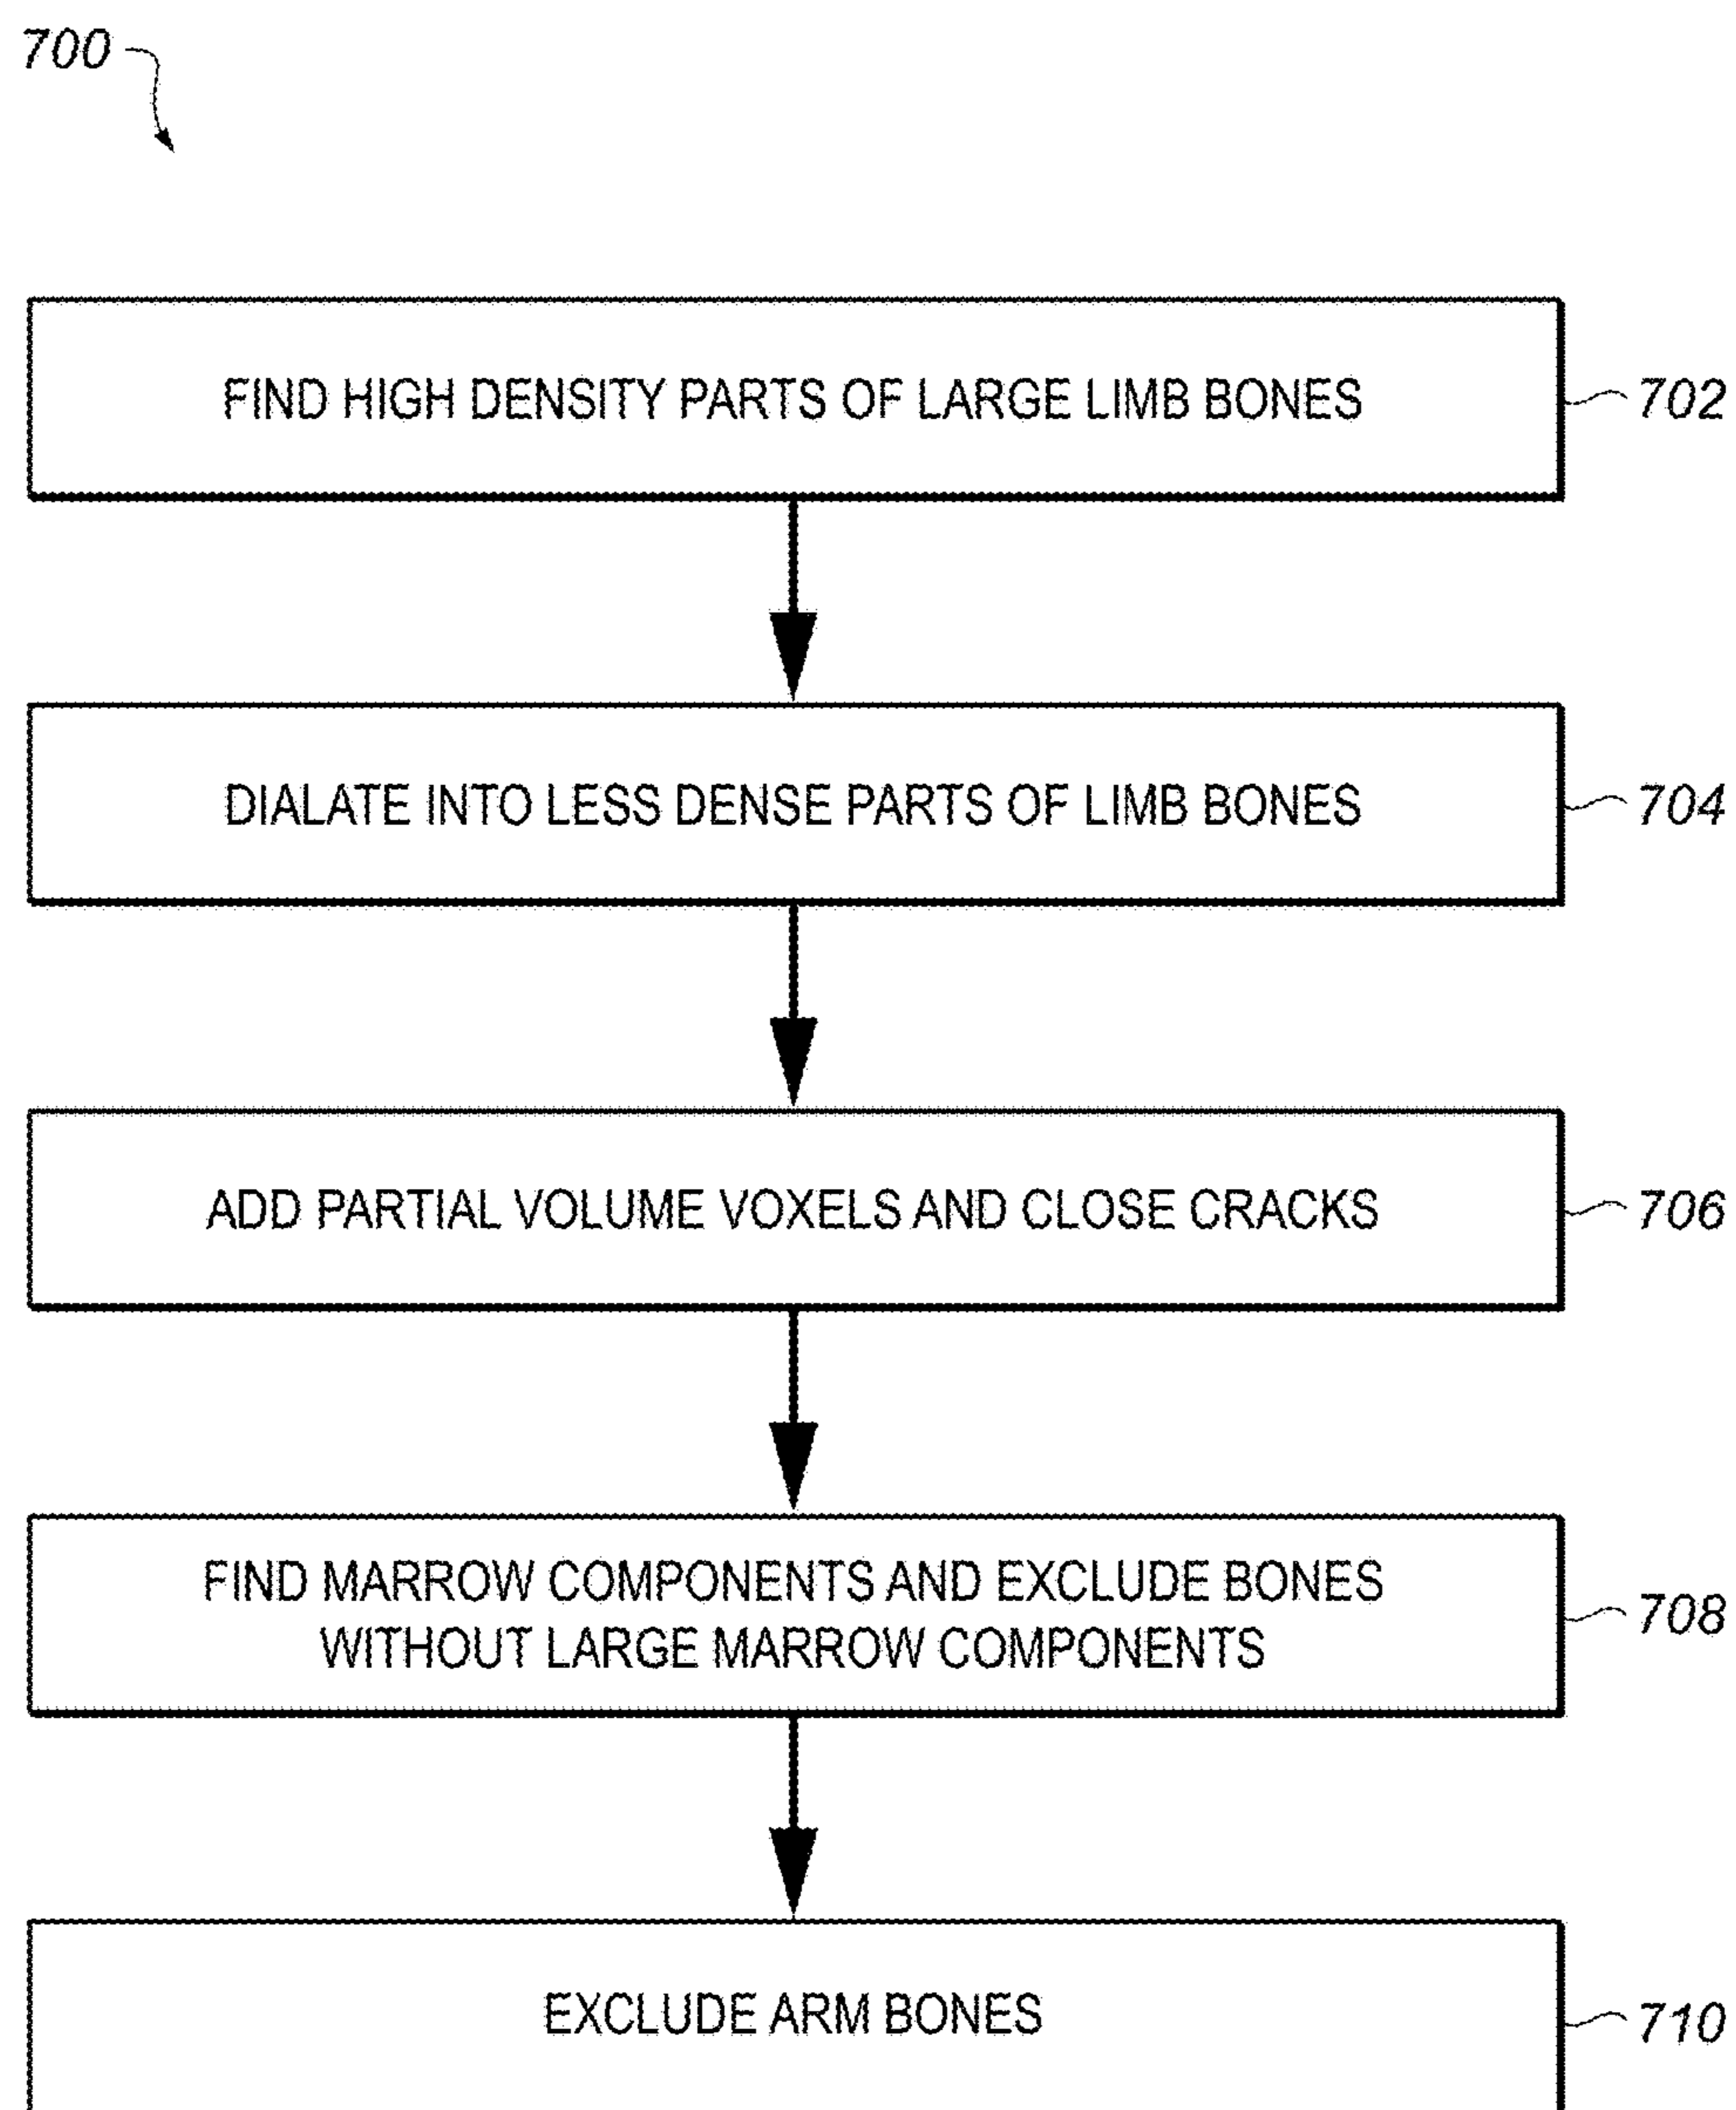 700
FIND HIGH DENSITY PARTS OF LARGE LIMB BONES
702
DIALATE INTO LESS DENSE PARTS OF LIMB BONES
704
ADD PARTIAL VOLUME VOXELS AND CLOSE CRACKS
706
FIND MARROW COMPONENTS AND EXCLUDE BONES
WITHOUT LARGE MARROW COMPONENTS
708
EXCLUDE ARM BONES
710